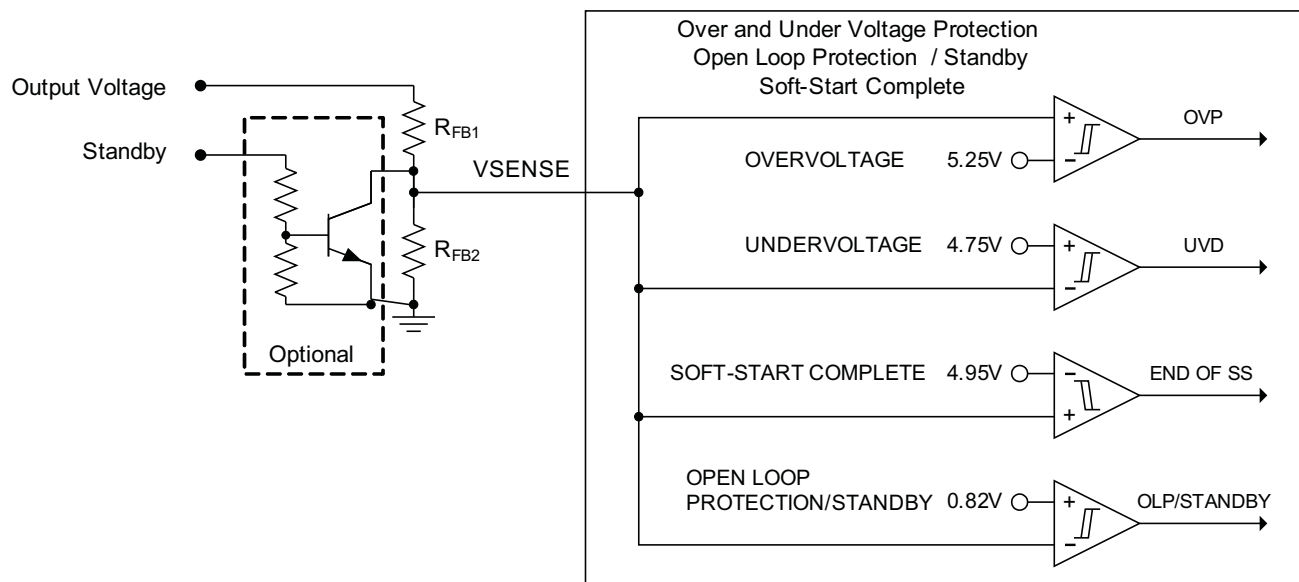 Over and Under Voltage Protection
Open Loop Protection / Standby
Soft-Start Complete
Output Voltage
Standby
Optional
RFB1
RFB2
VSENSE
OVERVOLTAGE 5.25V
+
−
OVP
UNDERVOLTAGE 4.75V
+
−
UVD
SOFT-START COMPLETE 4.95V
−
+
END OF SS
OPEN LOOP
PROTECTION/STANDBY 0.82V
+
−
OLP/STANDBY